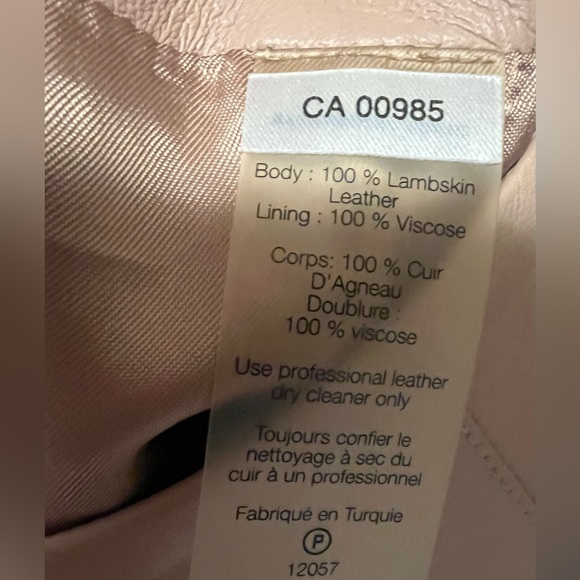 CA 00985
Body : 100 % Lambskin
Leather
Lining : 100 % Viscose
Corps: 100 % Cuir
D'Agneau
Doublure :
100 % viscose
Use professional leather
dry cleaner only
Toujours confier le
nettoyage à sec du
cuir à un professionnel
Fabriqué en Turquie
P
12057